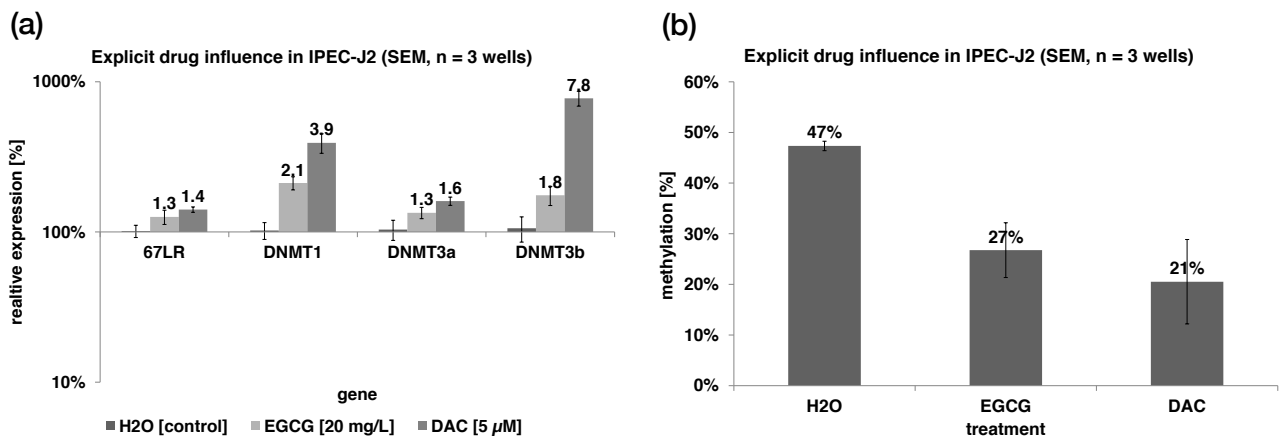 (a)
Explicit drug influence in IPEC-J2 (SEM, n = 3 wells)
1000%
100%
10%
realtive expression [%]
1.3
1.4
2.1
3.9
1.3
1.6
1.8
7.8
67LR
DNMT1
DNMT3a
DNMT3b
gene
H2O [control]
EGCG [20 mg/L]
DAC [5 µM]
(b)
Explicit drug influence in IPEC-J2 (SEM, n = 3 wells)
60%
50%
40%
30%
20%
10%
0%
methylation [%]
47%
27%
21%
H2O
EGCG
DAC
treatment